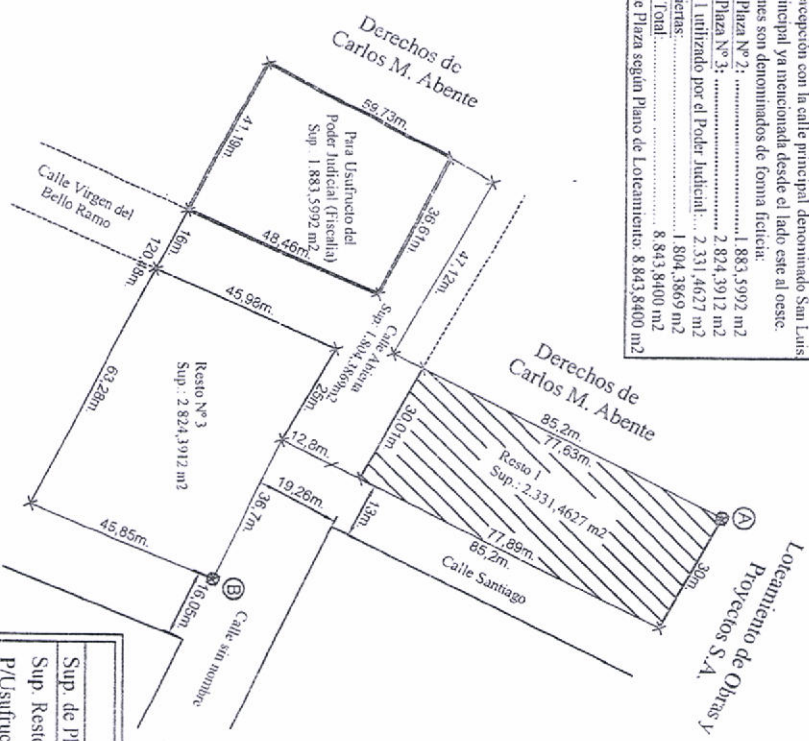 ercepción con la calle principal denominado San Luis,
ncipal ya mencionada desde el lado este al oeste.
nes son denominados de forma ficticia:
Plaza Nº 2: ........................ 1.883,5992 m2
Plaza Nº 3: ........................ 2.824,3912 m2
1 utilizado por el Poder Judicial: .. 2.331,4627 m2
iertas: ........................ 1.804,3869 m2
Total: ........................ 8.843,8400 m2
e Plaza según Plano de Loteamiento: 8.843,8400 m2
Derechos de
Carlos M. Abente
59,73m.
41,19m.
Para Usufructo del
Poder Judicial (Fiscalia)
Sup : 1.883,5992 m2
36,61m.
48,46m.
47,12m.
Calle Virgen del
Bello Ramo
16m.
120,48m.
45,98m.
Calle Abierta
Sup. 1.804,3869m2
25m.
Resto Nº 3
Sup : 2 824,3912 m2
63,28m.
45,85m.
12,8m.
19,26m.
36,7m.
13m.
16,05m.
B
Calle sin nombre
Derechos de
Carlos M. Abente
85,2m.
77,63m.
30,01m.
Resto 1
Sup.: 2.331,4627 m2
77,89m.
85,2m.
Calle Santiago
A
30m.
Loteamiento de Obras y
Proyectos S.A.
Sup. de Pl
Sup. Resto
P/Usufruc